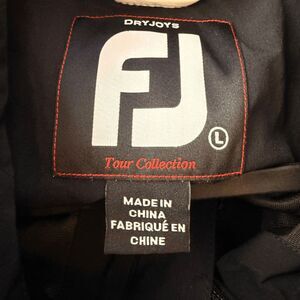 DRYJOYS
FJ
L
Tour Collection
MADE IN
CHINA
FABRIQUÉ EN
CHINE